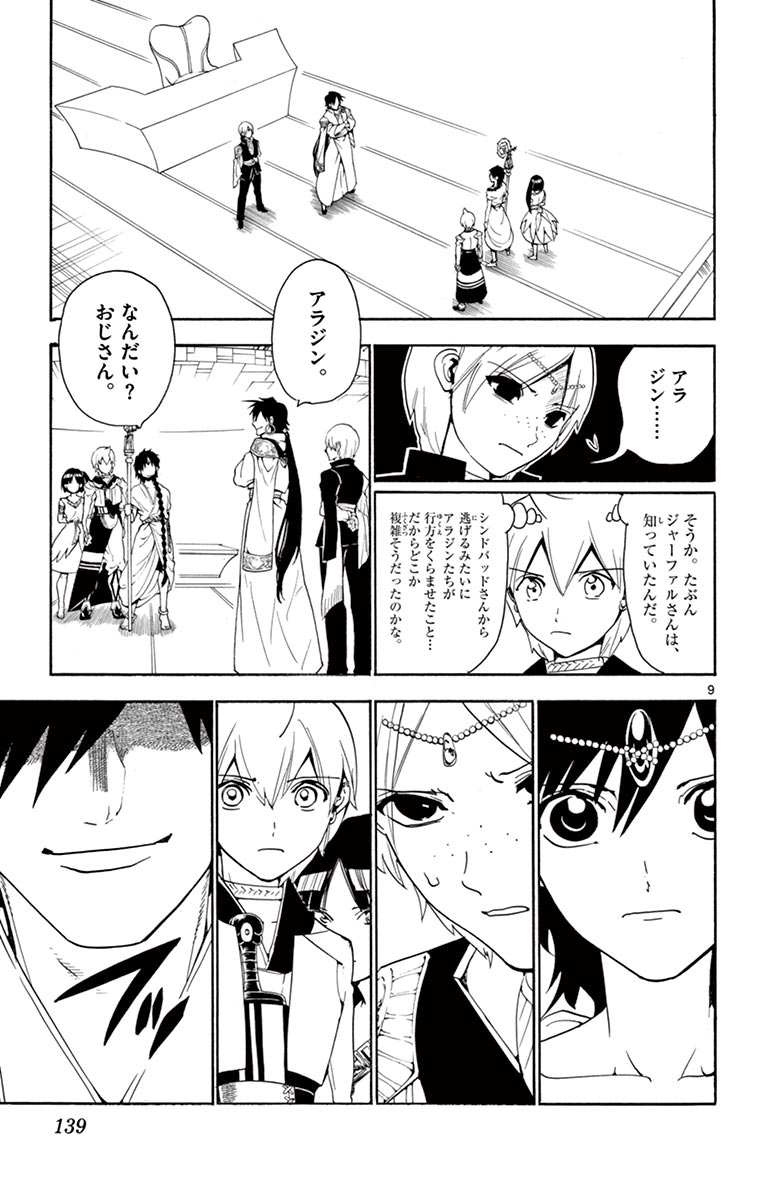 アラ
ジン……
アラジン。
なんだい?
おじさん。
そうか。たぶん
ジャーファルさんは、
知っていたんだ。
シンドバッドさんから
逃げるみたいに
アラジンたちが
行方をくらませたこと…
だからどこか
複雑そうだったのかな。
9
139